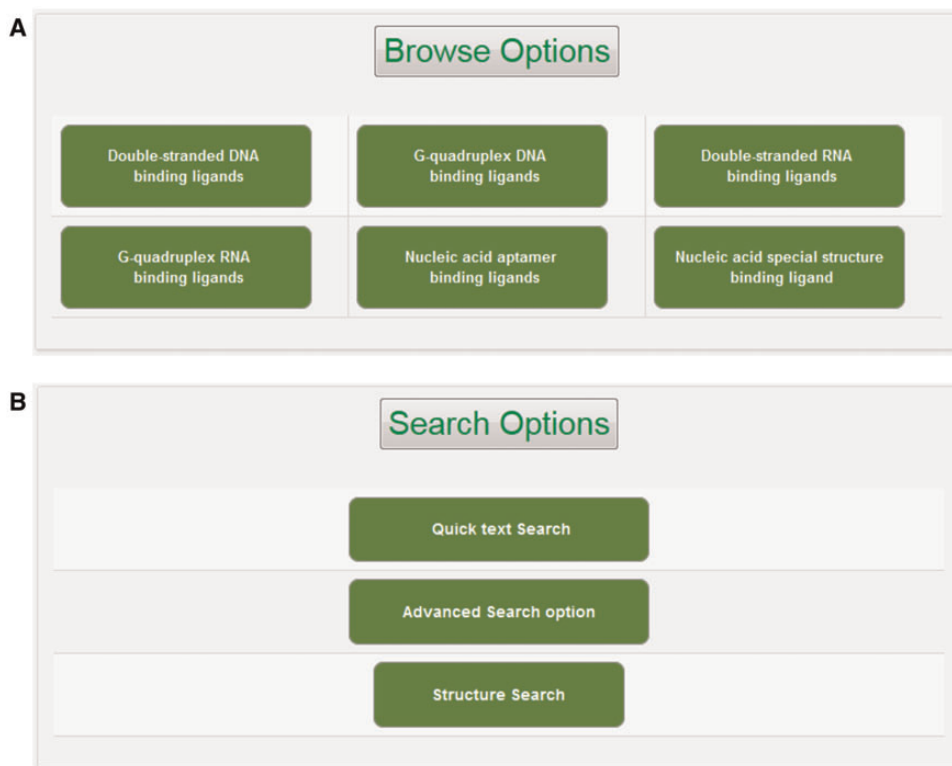 A
Browse Options
Double-stranded DNA
binding ligands
G-quadruplex DNA
binding ligands
Double-stranded RNA
binding ligands
G-quadruplex RNA
binding ligands
Nucleic acid aptamer
binding ligands
Nucleic acid special structure
binding ligand
B
Search Options
Quick text Search
Advanced Search option
Structure Search